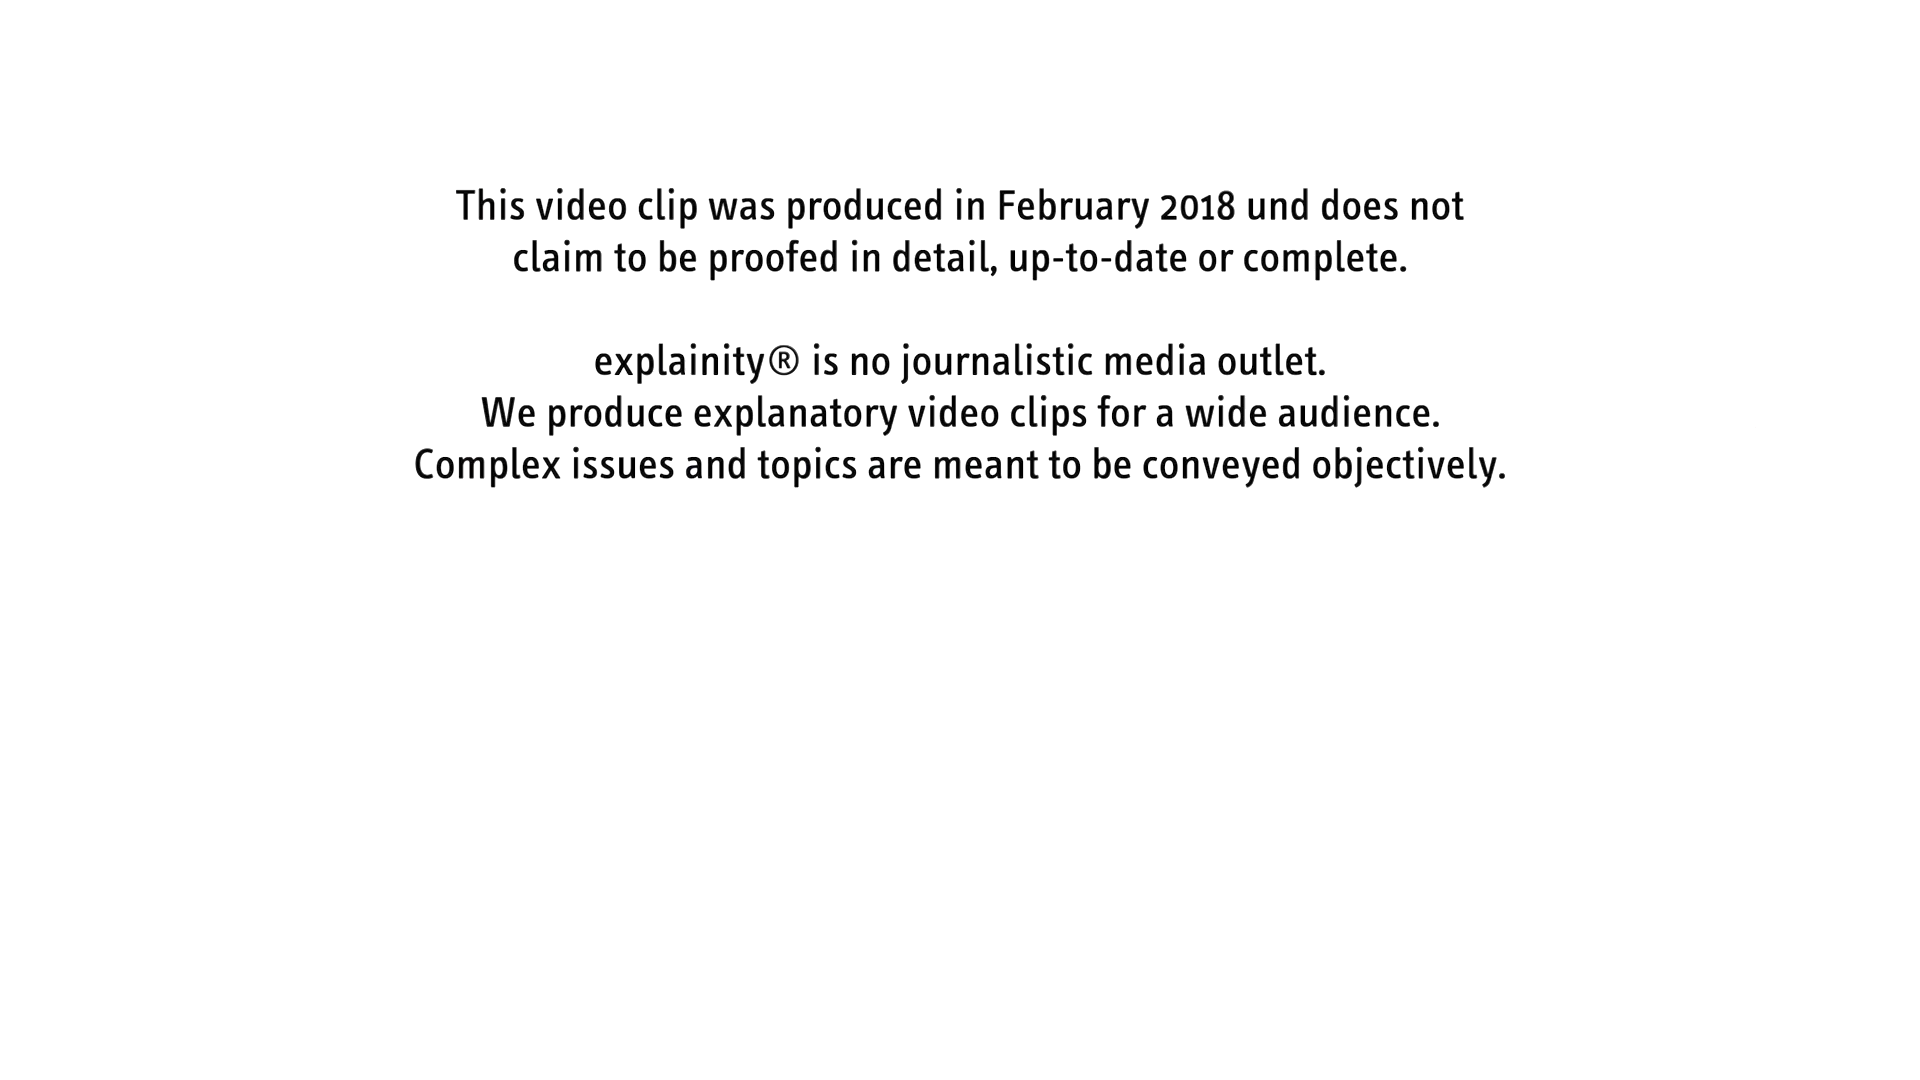 This video clip was produced in February 2018 und does not
claim to be proofed in detail, up-to-date or complete.
explainity® is no journalistic media outlet.
We produce explanatory video clips for a wide audience.
Complex issues and topics are meant to be conveyed objectively.